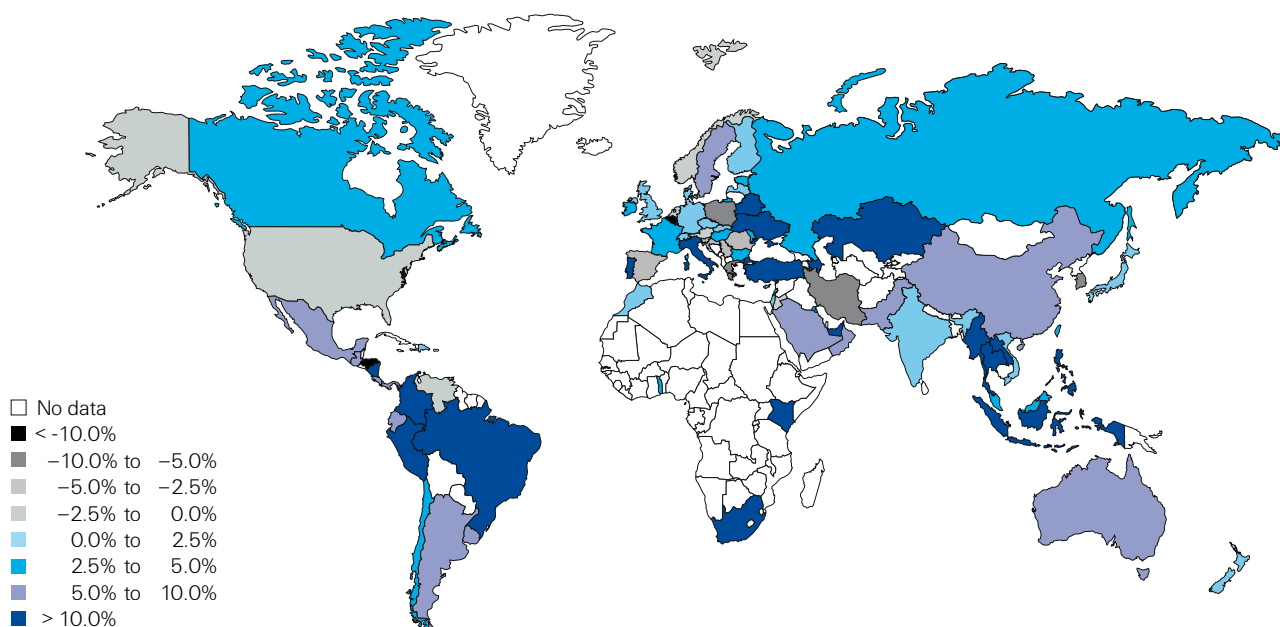 No data
< -10.0%
−10.0% to −5.0%
−5.0% to −2.5%
−2.5% to 0.0%
0.0% to 2.5%
2.5% to 5.0%
5.0% to 10.0%
> 10.0%